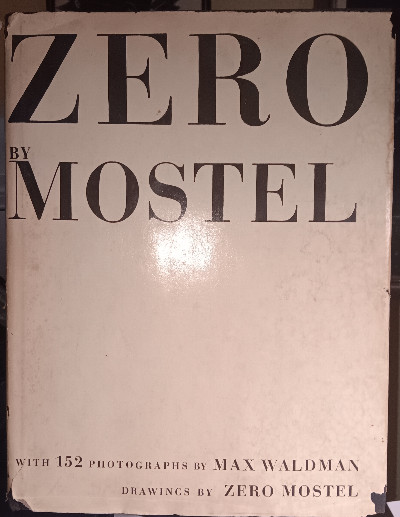 ZERO
BY
MOSTEL
WITH 152 PHOTOGRAPHS BY MAX WALDMAN
DRAWINGS BY ZERO MOSTEL